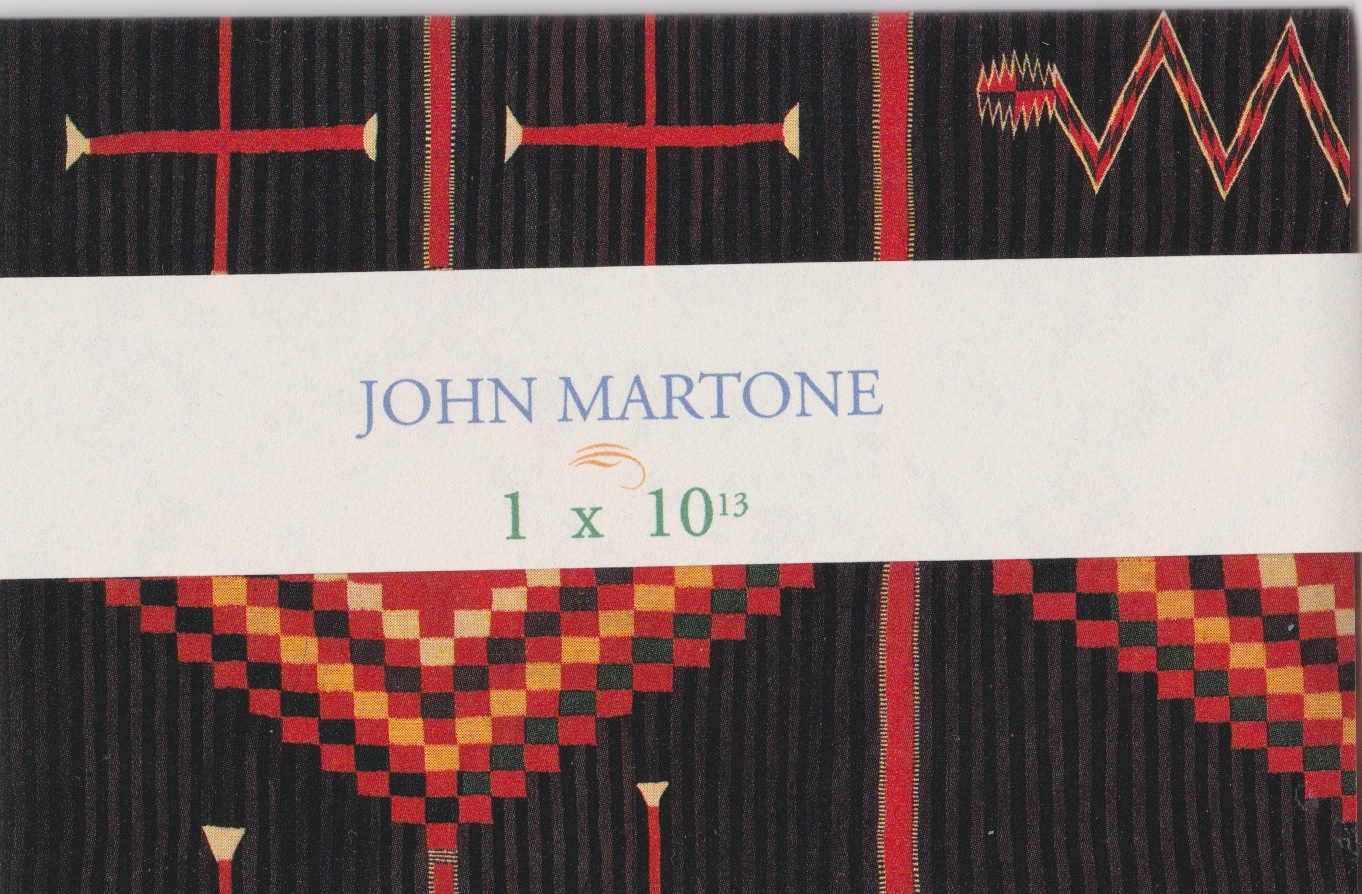 JOHN MARTONE
1 x 10¹³